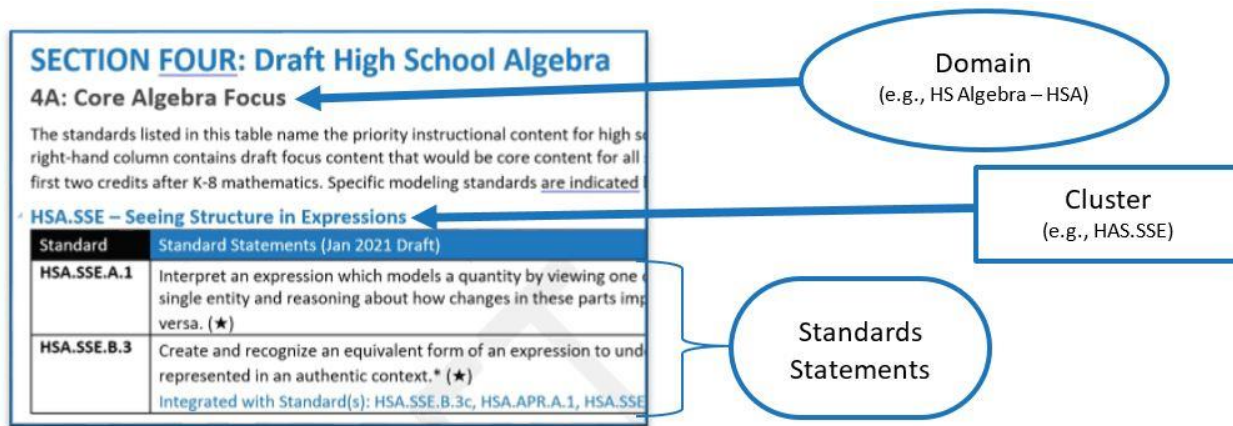 SECTION FOUR: Draft High School Algebra
4A: Core Algebra Focus
The standards listed in this table name the priority instructional content for high
right-hand column contains draft focus content that would be core content for all
first two credits after K-8 mathematics. Specific modeling standards are indicated
HSA.SSE – Seeing Structure in Expressions
Standard Standard Statements (Jan 2021 Draft)
HSA.SSE.A.1 Interpret an expression which models a quantity by viewing one
single entity and reasoning about how changes in these parts
versa. (★)
HSA.SSE.B.3 Create and recognize an equivalent form of an expression to
represented in an authentic context.* (★)
Integrated with Standard(s): HSA.SSE.B.3c, HSA.APR.A.1, HSA.SSE
Domain
(e.g., HS Algebra – HSA)
Cluster
(e.g., HAS.SSE)
Standards
Statements